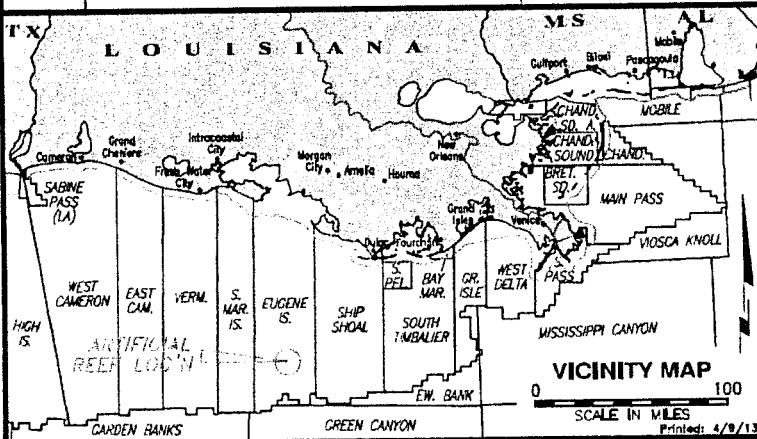 TX
LOUISIANA
MS
AL
Mobile
Gulfport
Biloxi
Pascagoula
MOBILE
CHAND.
SD. A.
CHAND.
SOUND
CHAND.
BRET.
SD.
New
Orleans
Cameron
Grand
Cheniere
Intracoastal
City
Fresh Water
City
Morgan
City
Amelia
Houma
Grand
Isle
Venice
Dulac
Fourchon
SABINE
PASS
(LA)
MAIN PASS
VIOSCA KNOLL
HIGH
IS.
WEST
CAMERON
EAST
CAM.
VERM.
S.
MAR.
IS.
EUGENE
IS.
SHIP
SHOAL
S.
PEL.
BAY
MAR.
SOUTH
TIMBALIER
GR.
ISLE
WEST
DELTA
S.
PASS
MISSISSIPPI CANYON
ARTIFICIAL
REEF LOC'N
EW. BANK
GARDEN BANKS
GREEN CANYON
VICINITY MAP
0 100
SCALE IN MILES
Printed: 4/9/13